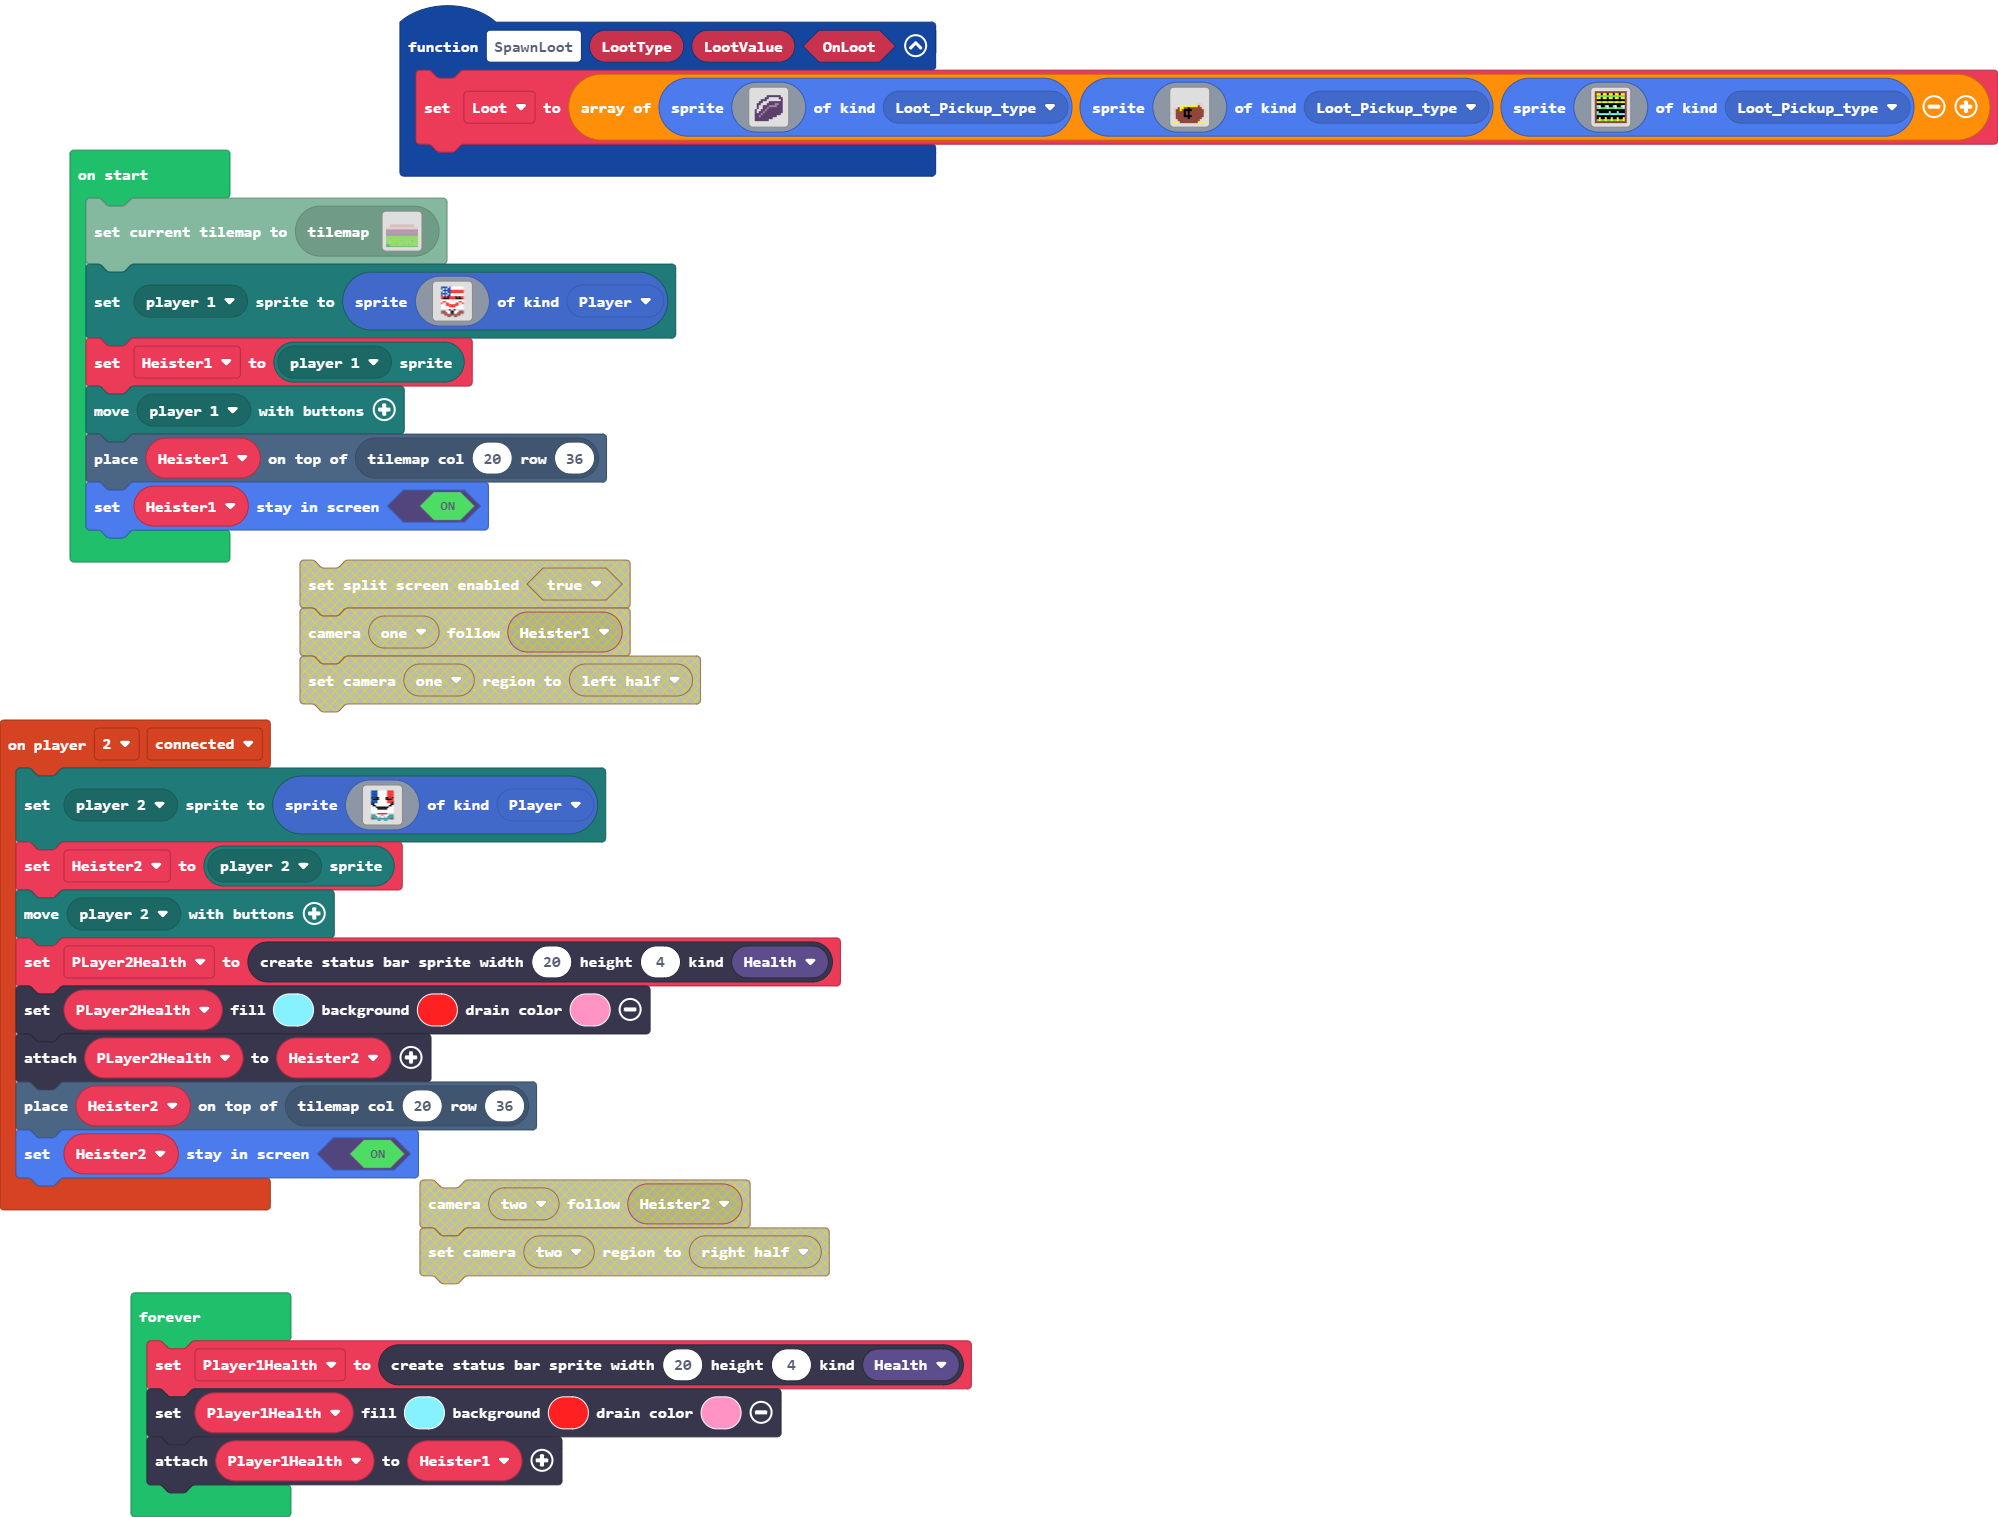 function SpawnLoot LootType LootValue OnLoot
set Loot to array of sprite of kind Loot_Pickup_type sprite of kind Loot_Pickup_type sprite of kind Loot_Pickup_type
on start
set current tilemap to tilemap
set player 1 sprite to sprite of kind Player
set Heister1 to player 1 sprite
move player 1 with buttons
place Heister1 on top of tilemap col 20 row 36
set Heister1 stay in screen ON
set split screen enabled true
camera one follow Heister1
set camera one region to left half
on player 2 connected
set player 2 sprite to sprite of kind Player
set Heister2 to player 2 sprite
move player 2 with buttons
set PLayer2Health to create status bar sprite width 20 height 4 kind Health
set PLayer2Health fill background drain color
attach PLayer2Health to Heister2
place Heister2 on top of tilemap col 20 row 36
set Heister2 stay in screen ON
camera two follow Heister2
set camera two region to right half
forever
set Player1Health to create status bar sprite width 20 height 4 kind Health
set Player1Health fill background drain color
attach Player1Health to Heister1